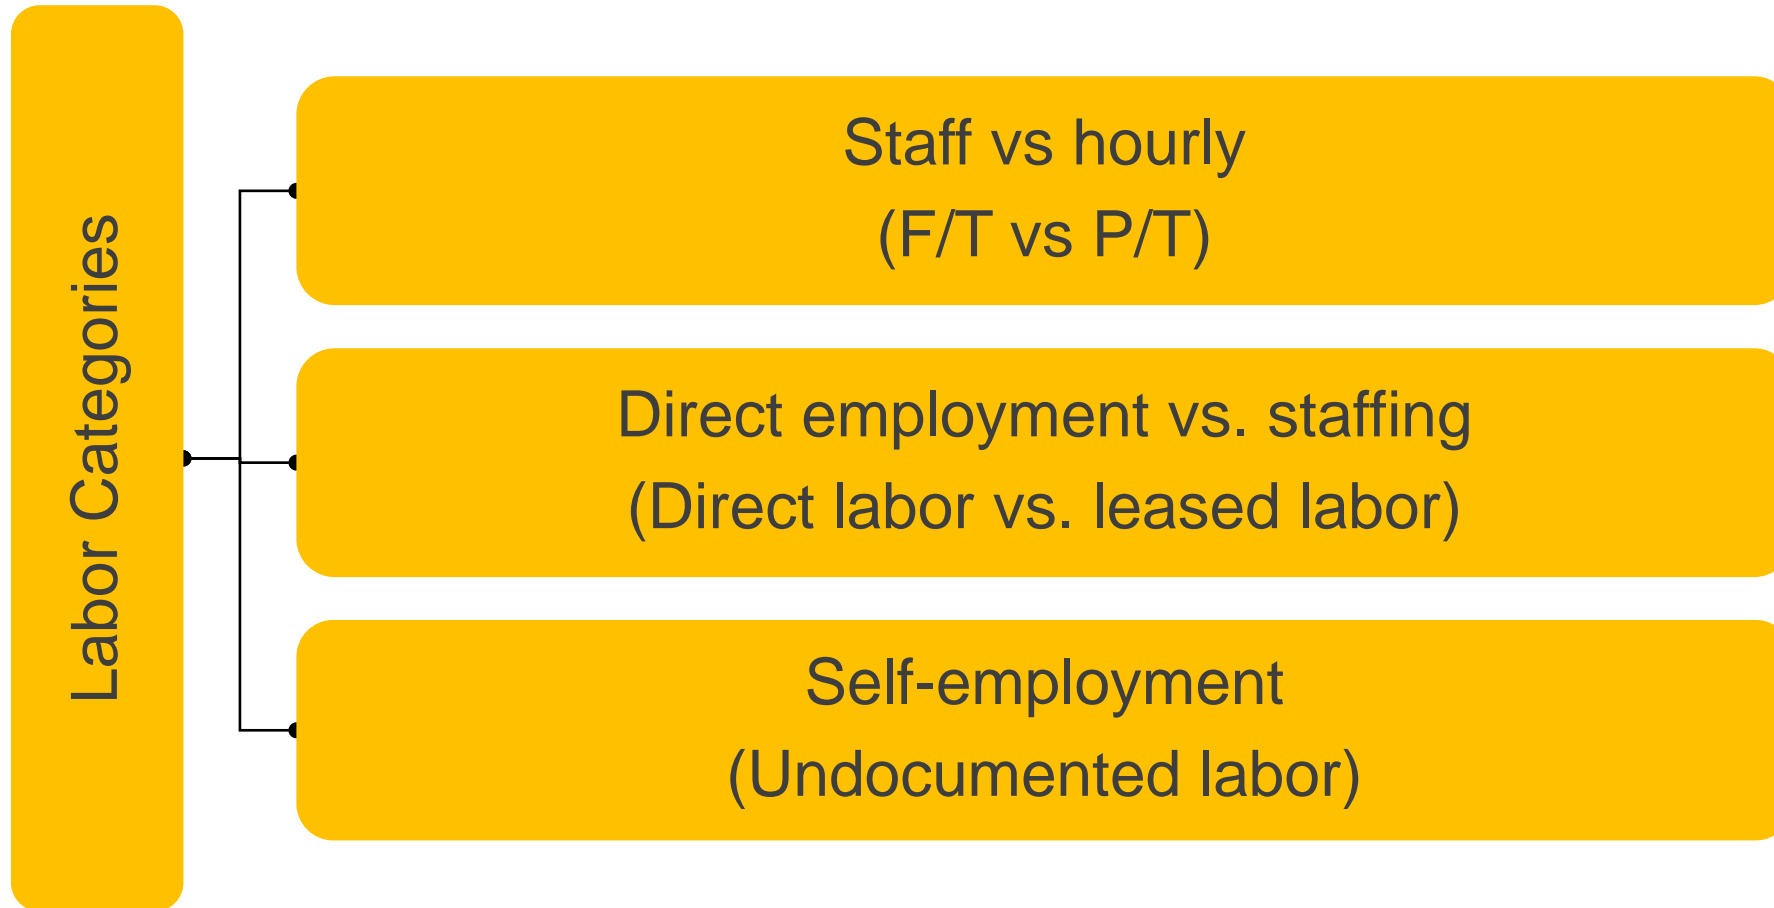 Labor Categories
Staff vs hourly
(F/T vs P/T)
Direct employment vs. staffing
(Direct labor vs. leased labor)
Self-employment
(Undocumented labor)